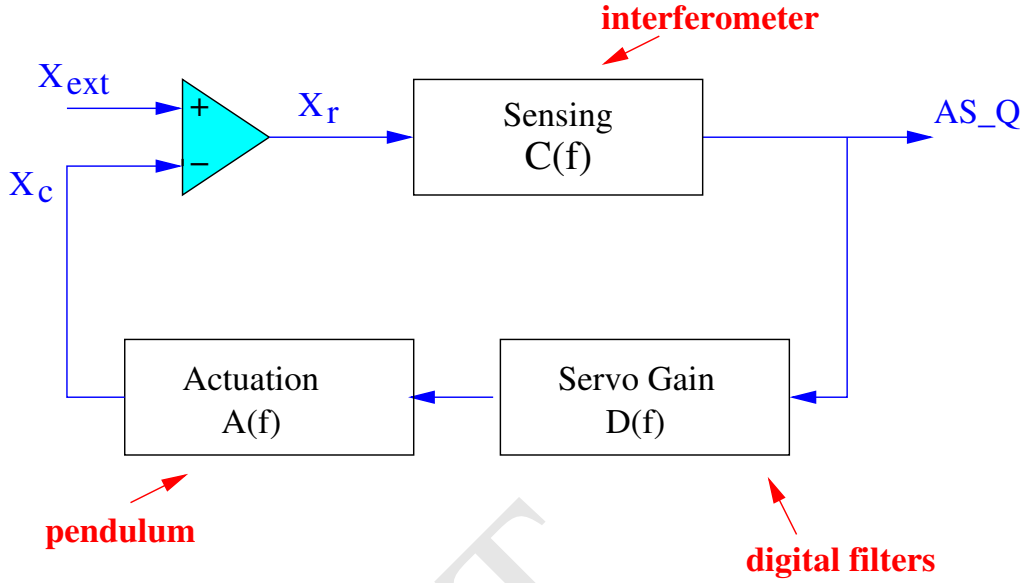 interferometer
X_ext
+
X_r
Sensing
C(f)
AS_Q
−
X_c
Actuation
A(f)
Servo Gain
D(f)
pendulum
digital filters